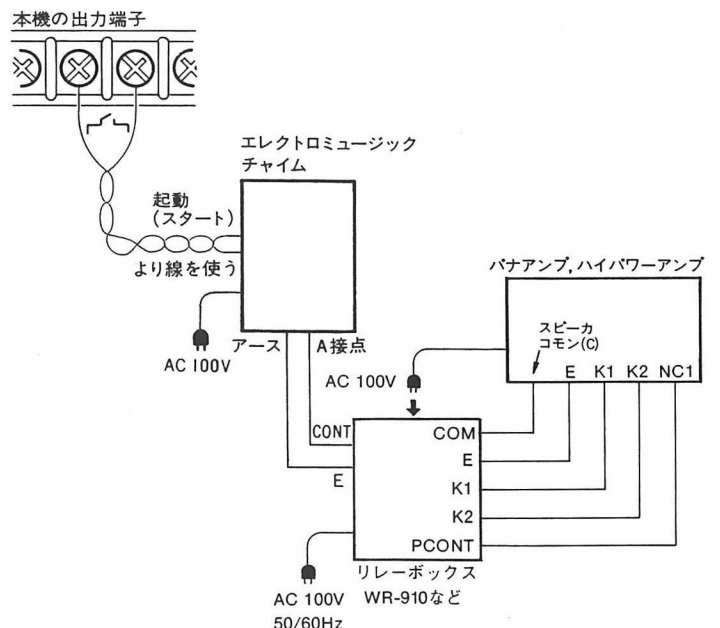 本機の出力端子
エレクトロミュージック
チャイム
起動
(スタート)
より線を使う
AC 100V
アース
A接点
パナアンプ,ハイパワーアンプ
スピーカ
コモン(C)
E
K1
K2
NC1
AC 100V
CONT
E
COM
E
K1
K2
PCONT
リレーボックス
WR-910など
AC 100V
50/60Hz